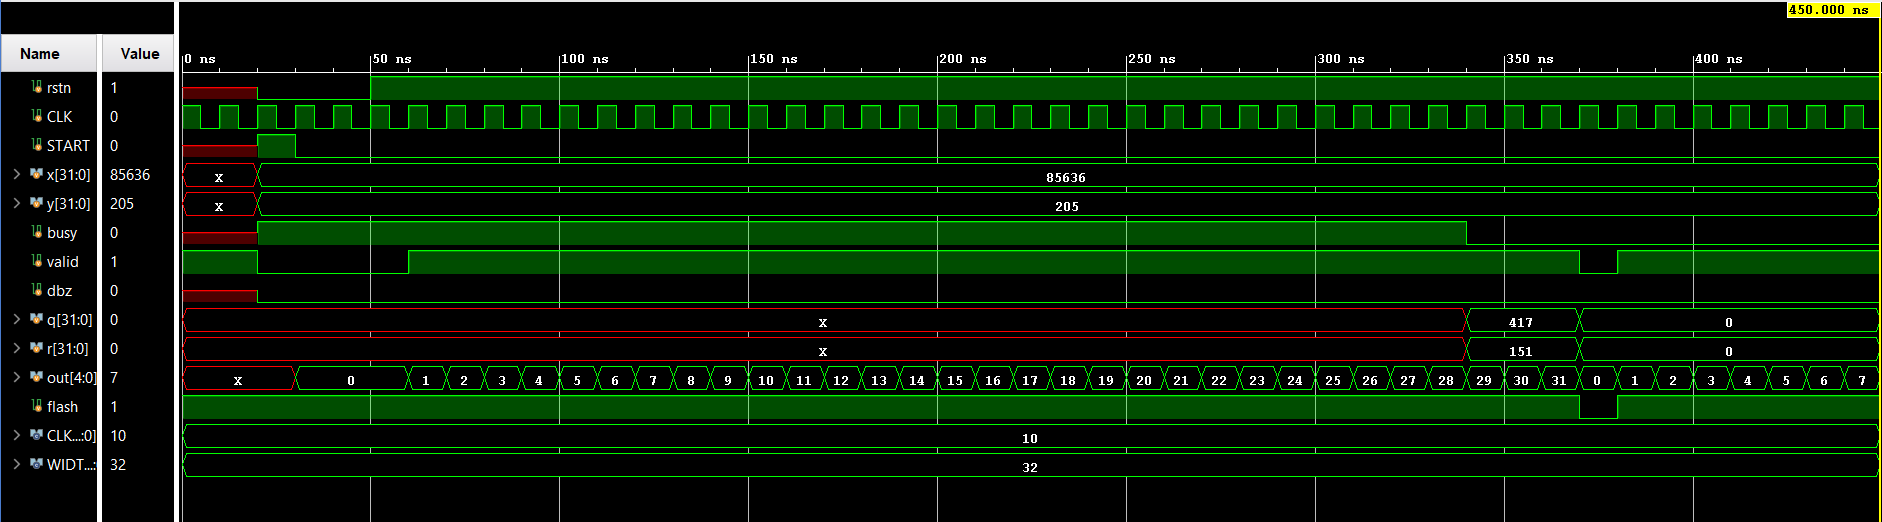 450.000 ns
Name Value
0 ns 50 ns 100 ns 150 ns 200 ns 250 ns 300 ns 350 ns 400 ns
rstn 1
CLK 0
START 0
x[31:0] 85636 X 85636
y[31:0] 205 X 205
busy 0
valid 1
dbz 0
q[31:0] 0 X 417 0
r[31:0] 0 X 151 0
out[4:0] 7 X 0 1 2 3 4 5 6 7 8 9 10 11 12 13 14 15 16 17 18 19 20 21 22 23 24 25 26 27 28 29 30 31 0 1 2 3 4 5 6 7
flash 1
CLK...:0] 10 10
WIDT...: 32 32